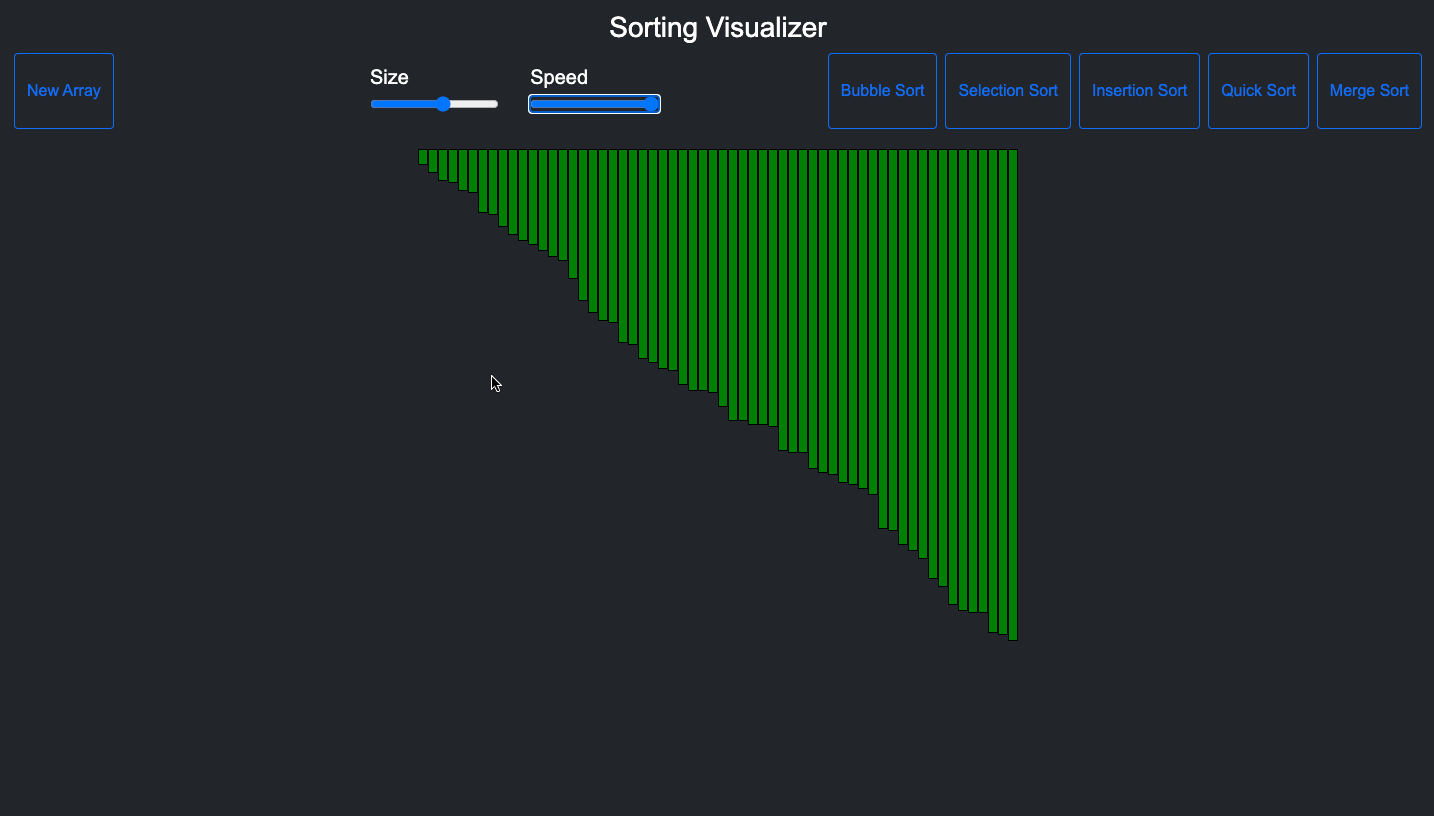 Sorting Visualizer
New Array
Size
Speed
Bubble Sort
Selection Sort
Insertion Sort
Quick Sort
Merge Sort